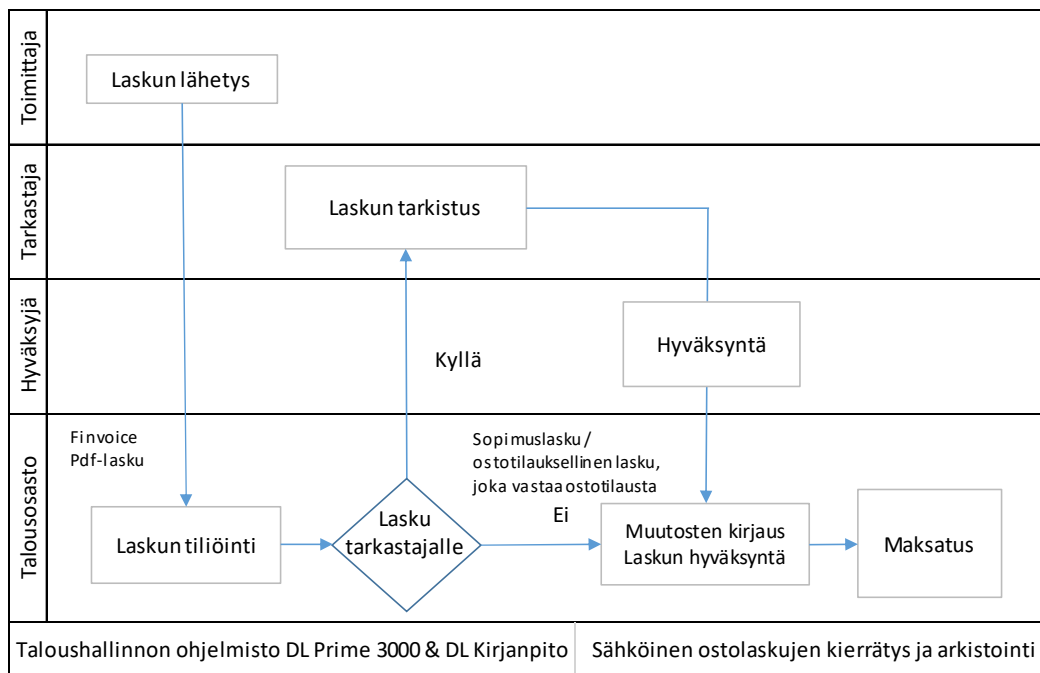 Toimittaja
Laskun lähetys
Tarkastaja
Laskun tarkistus
Hyväksyjä
Kyllä
Hyväksyntä
Talousosasto
Finvoice
Pdf-lasku
Laskun tiliöinti
Lasku
tarkastajalle
Sopimuslasku /
ostotilauksellinen lasku,
joka vastaa ostotilausta
Ei
Muutosten kirjaus
Laskun hyväksyntä
Maksatus
Taloushallinnon ohjelmisto DL Prime 3000 & DL Kirjanpito
Sähköinen ostolaskujen kierrätys ja arkistointi